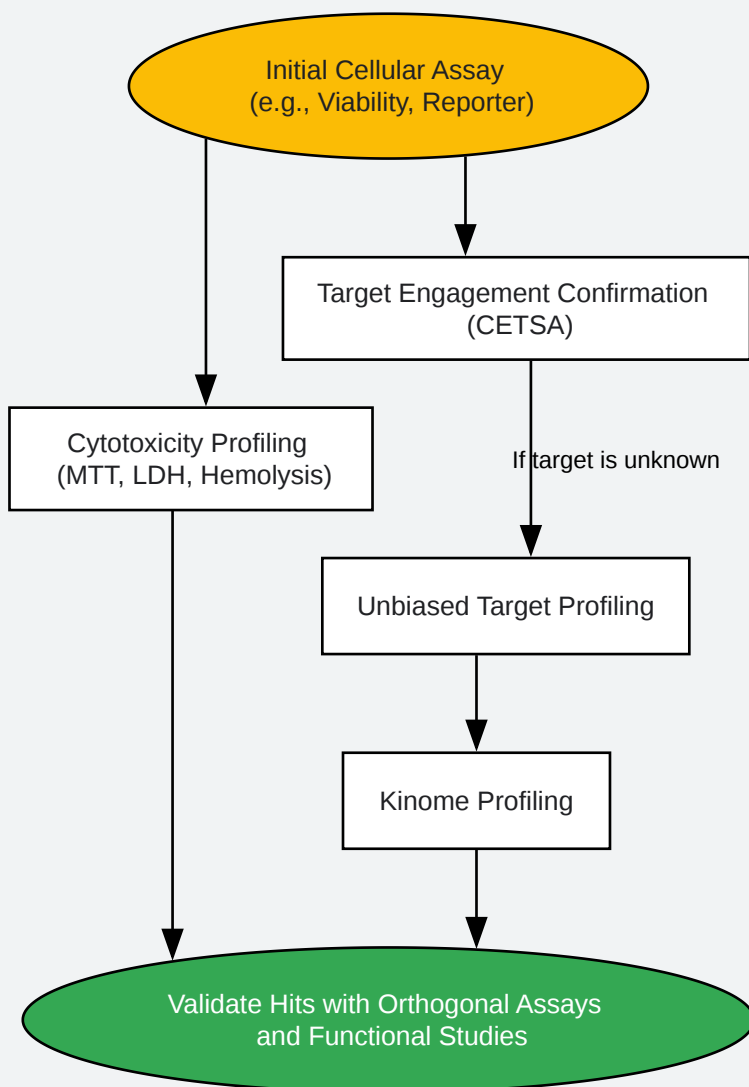 Initial Cellular Assay
(e.g., Viability, Reporter)
Target Engagement Confirmation
(CETSA)
Cytotoxicity Profiling
(MTT, LDH, Hemolysis)
If target is unknown
Unbiased Target Profiling
Kinome Profiling
Validate Hits with Orthogonal Assays
and Functional Studies